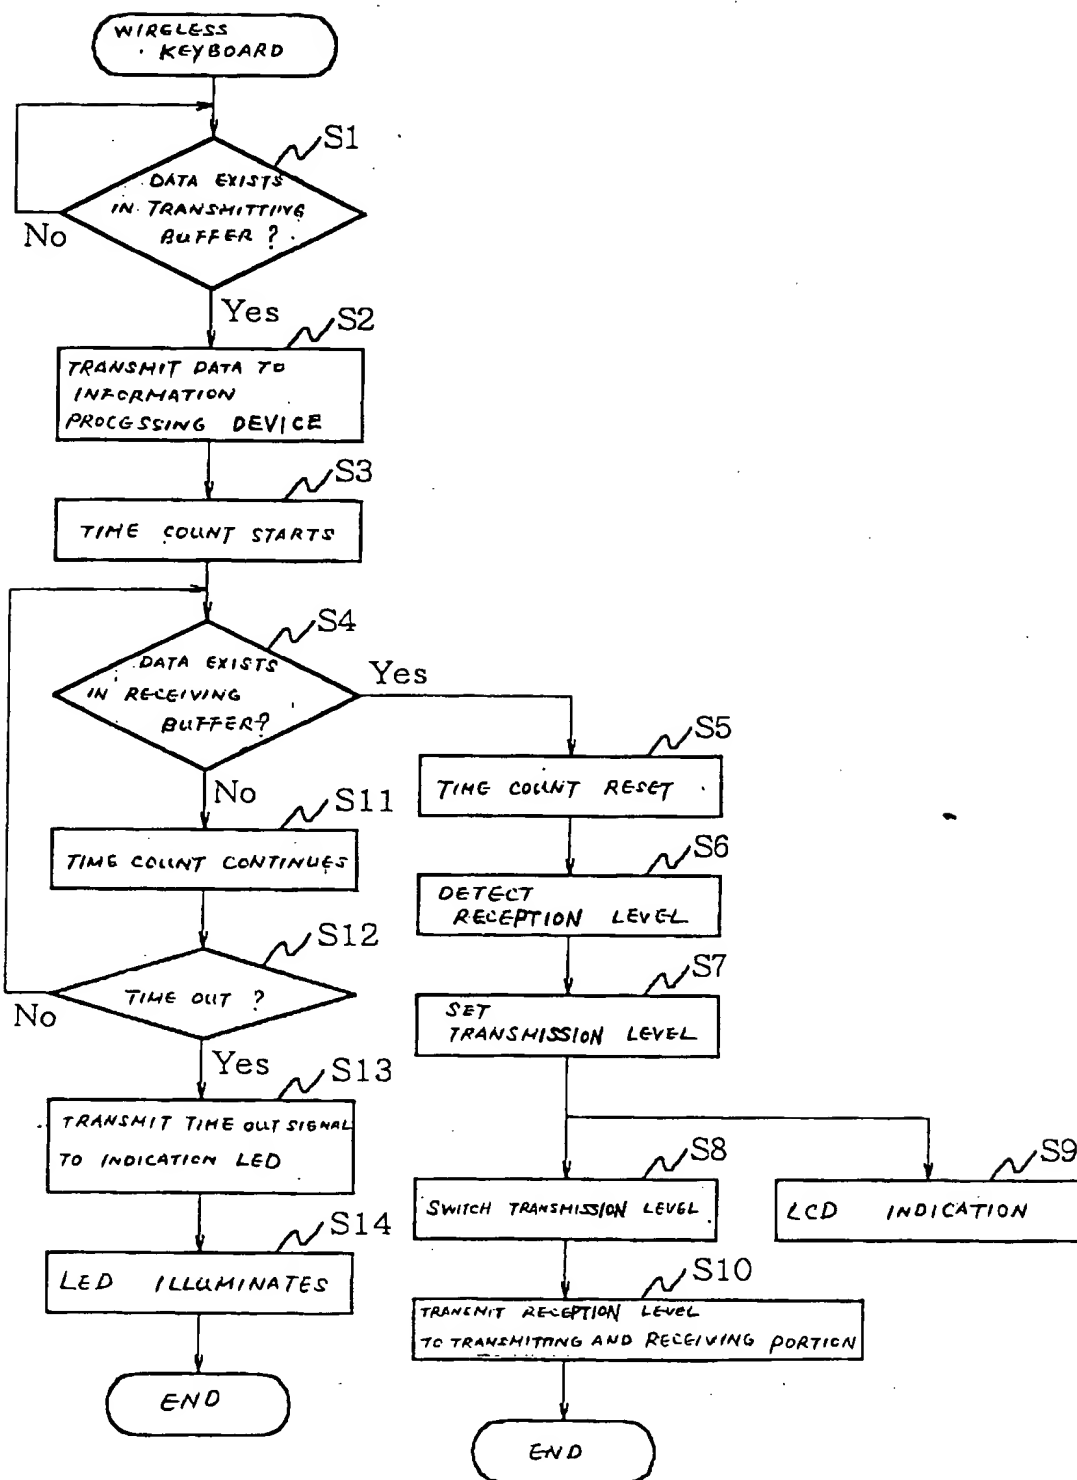 WIRELESS
KEYBOARD
S1
DATA EXISTS
IN TRANSMITTING
BUFFER?
No
Yes
S2
TRANSMIT DATA TO
INFORMATION
PROCESSING DEVICE
S3
TIME COUNT STARTS
S4
DATA EXISTS
IN RECEIVING
BUFFER?
Yes
No
S5
TIME COUNT RESET
S11
TIME COUNT CONTINUES
S6
DETECT
RECEPTION LEVEL
S12
TIME OUT ?
No
Yes
S7
SET
TRANSMISSION LEVEL
S13
TRANSMIT TIME OUT SIGNAL
TO INDICATION LED
S8
SWITCH TRANSMISSION LEVEL
S9
LCD INDICATION
S14
LED ILLUMINATES
S10
TRANSMIT RECEPTION LEVEL
TO TRANSMITTING AND RECEIVING PORTION
END
END